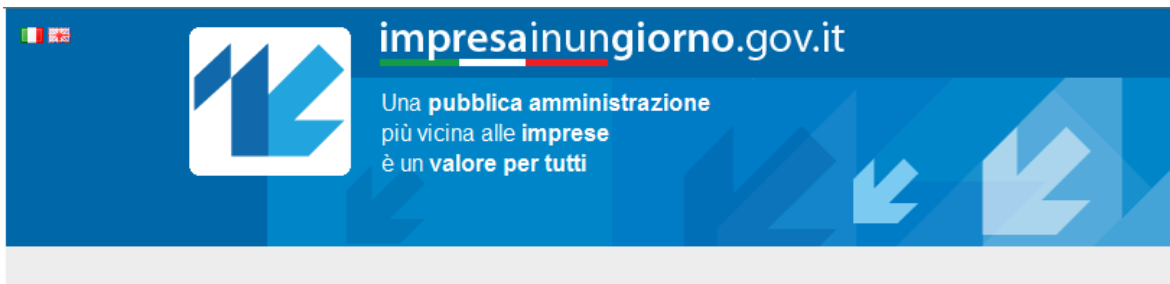 impresainungiorno.gov.it
Una pubblica amministrazione
più vicina alle imprese
è un valore per tutti